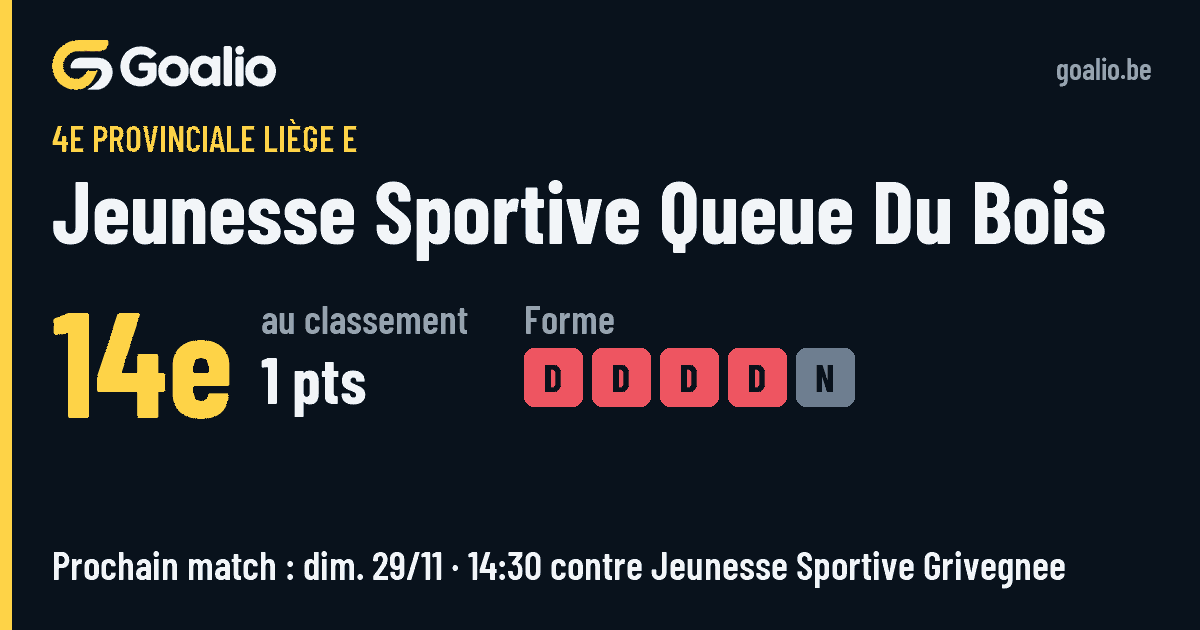 Goalio
goalio.be
4E PROVINCIALE LIÈGE E
Jeunesse Sportive Queue Du Bois
14e
au classement
1 pts
Forme
D D D D N
Prochain match : dim. 29/11 · 14:30 contre Jeunesse Sportive Grivegnee